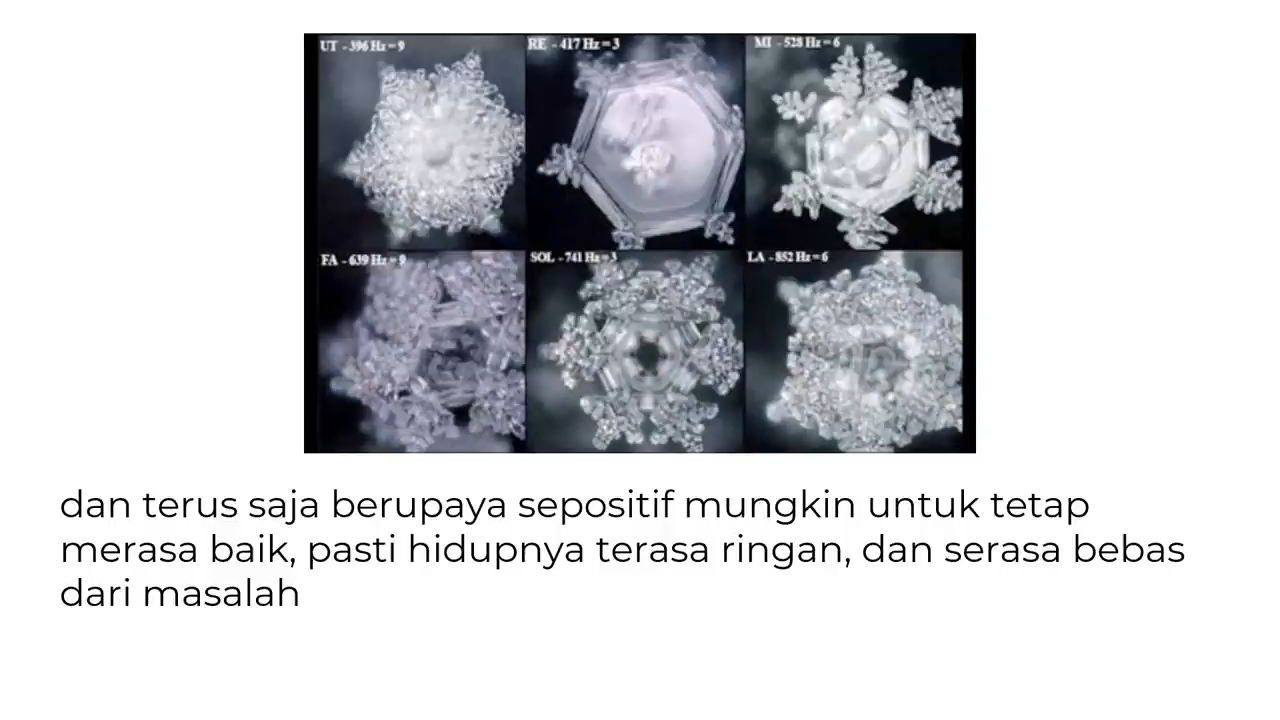 UT - 396 Hz = 9
RE - 417 Hz = 3
MI - 528 Hz = 6
FA - 639 Hz = 9
SOL - 741 Hz = 3
LA - 852 Hz = 6
dan terus saja berupaya sepositif mungkin untuk tetap
merasa baik, pasti hidupnya terasa ringan, dan serasa bebas
dari masalah